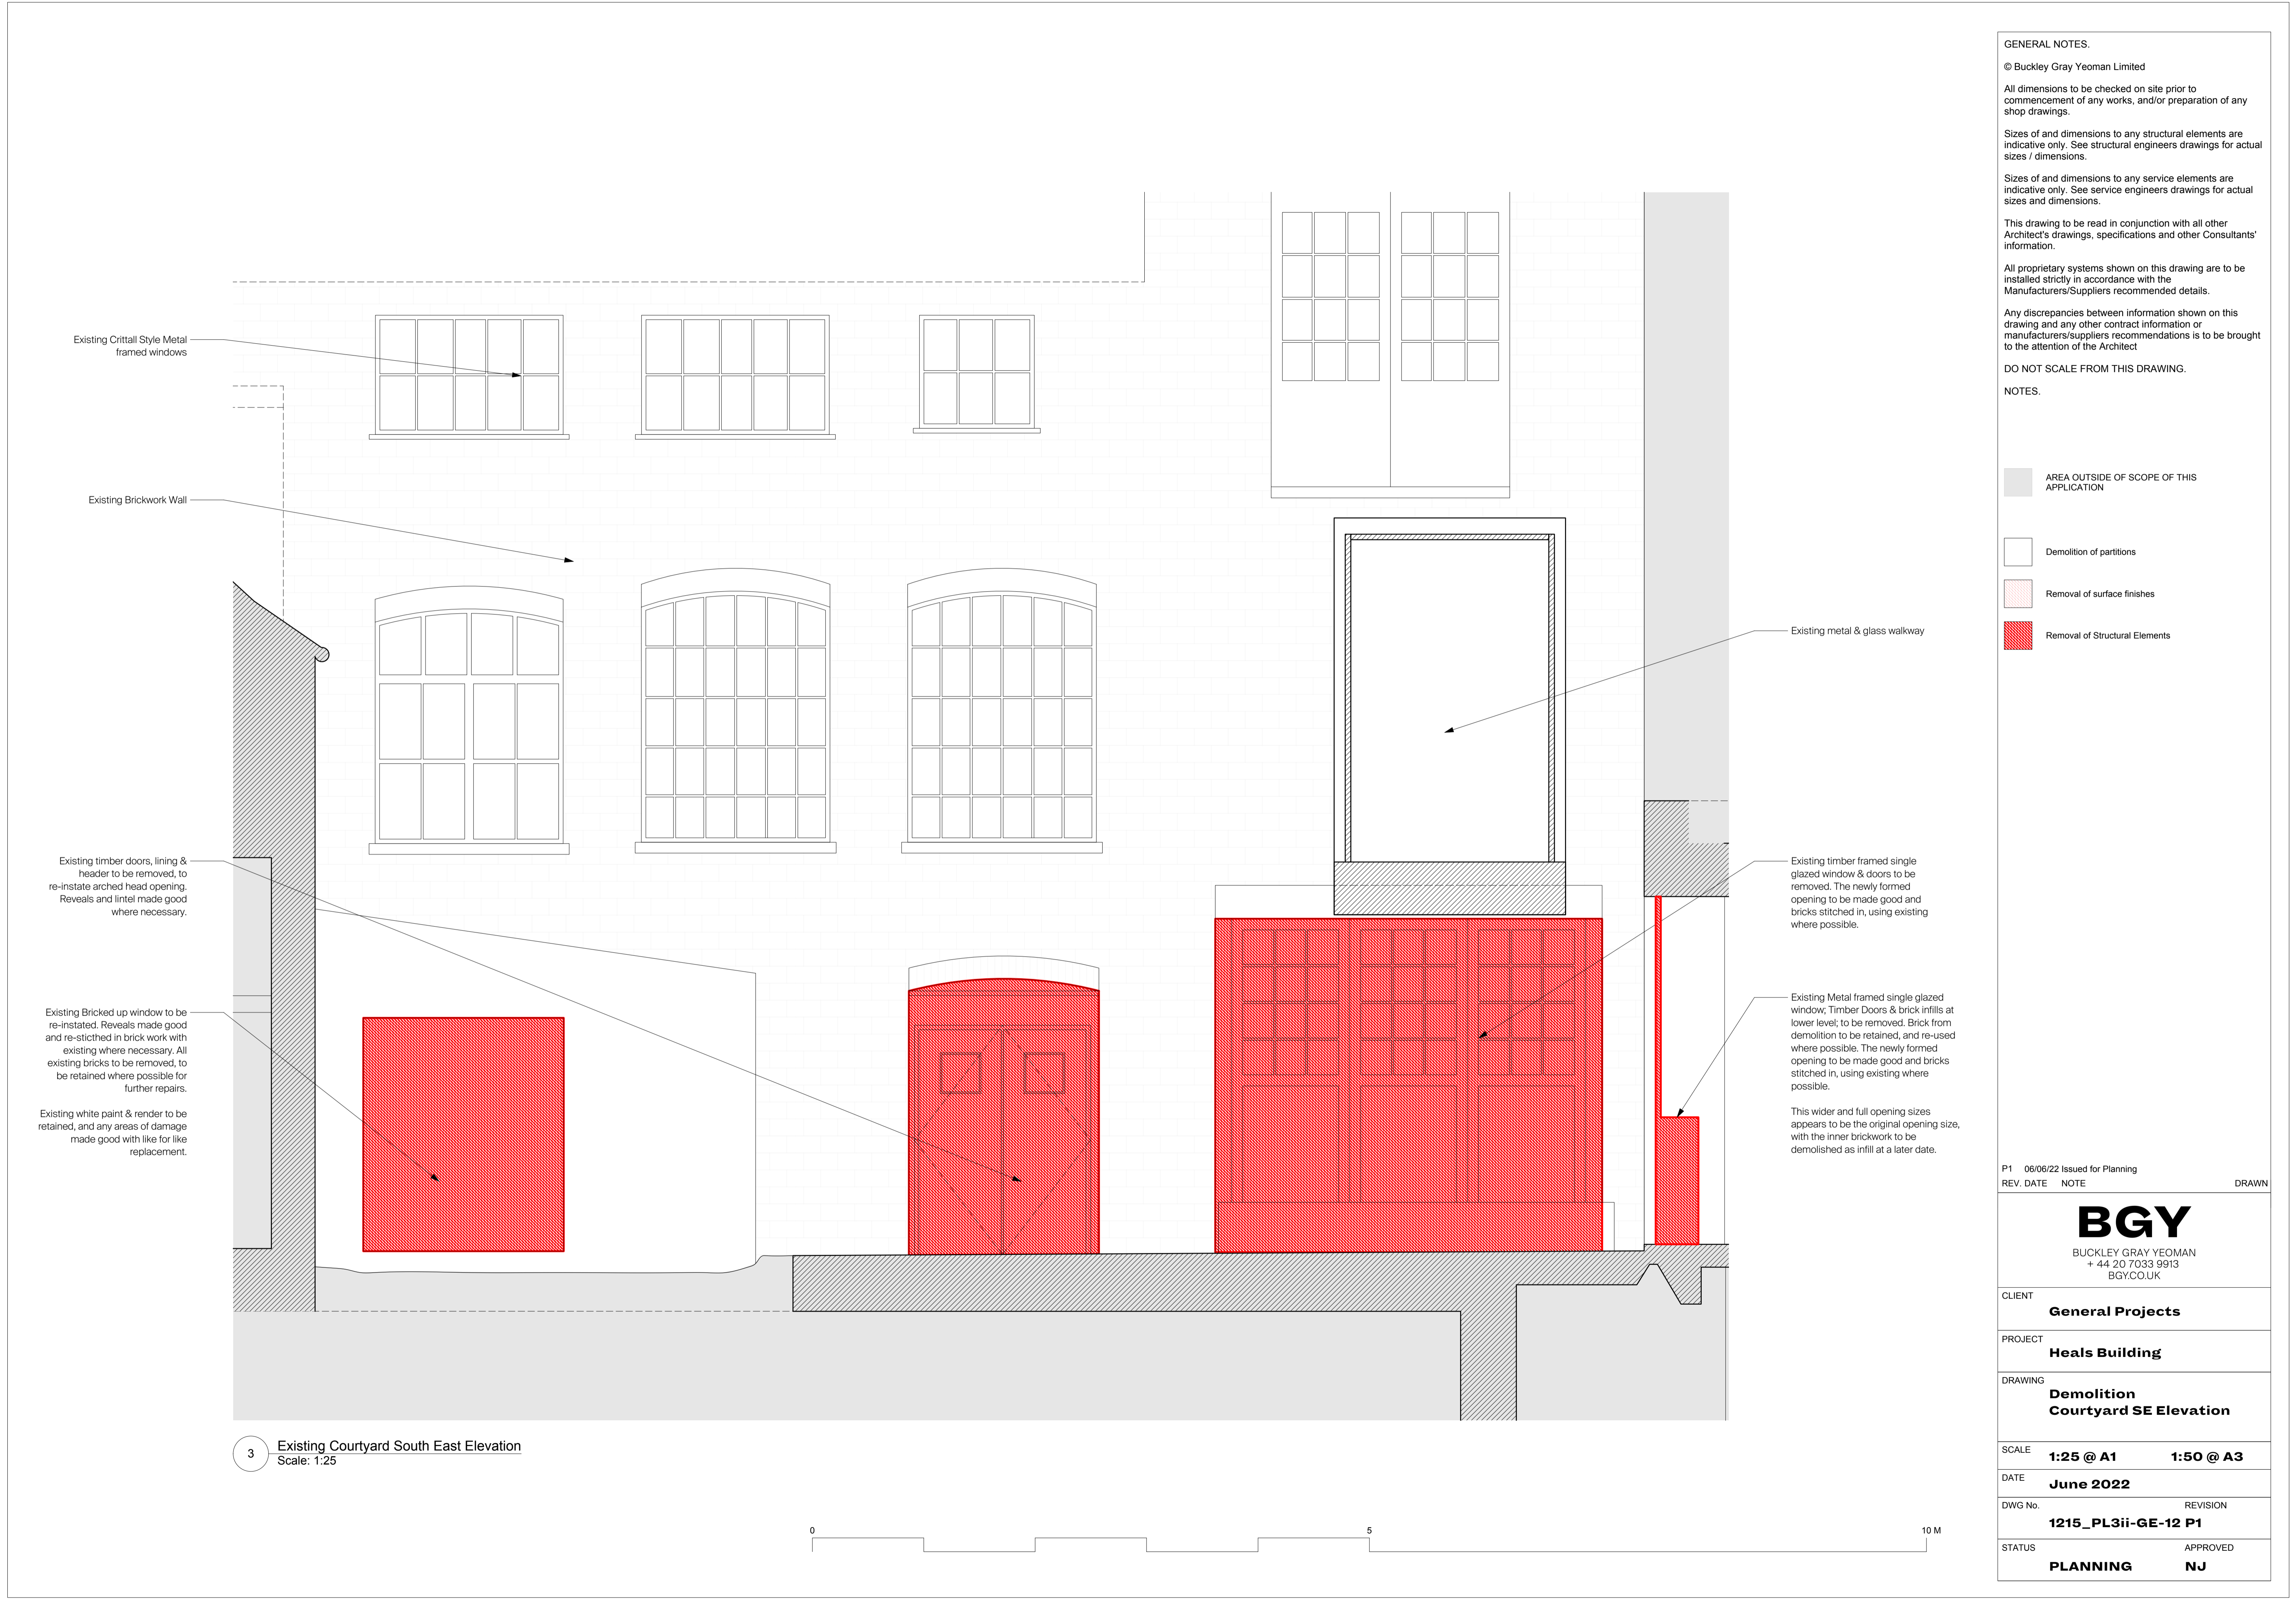 Existing Crittall Style Metal
framed windows
Existing Brickwork Wall
Existing timber doors, lining &
header to be removed, to
re-instate arched head opening.
Reveals and lintel made good
where necessary.
Existing Bricked up window to be
re-instated. Reveals made good
and re-sticthed in brick work with
existing where necessary. All
existing bricks to be removed, to
be retained where possible for
further repairs.
Existing white paint & render to be
retained, and any areas of damage
made good with like for like
replacement.
Existing metal & glass walkway
Existing timber framed single
glazed window & doors to be
removed. The newly formed
opening to be made good and
bricks stitched in, using existing
where possible.
Existing Metal framed single glazed
window; Timber Doors & brick infills at
lower level; to be removed. Brick from
demolition to be retained, and re-used
where possible. The newly formed
opening to be made good and bricks
stitched in, using existing where
possible.
This wider and full opening sizes
appears to be the original opening size,
with the inner brickwork to be
demolished as infill at a later date.
3
Existing Courtyard South East Elevation
Scale: 1:25
0
5
10 M
GENERAL NOTES.
© Buckley Gray Yeoman Limited
All dimensions to be checked on site prior to
commencement of any works, and/or preparation of any
shop drawings.
Sizes of and dimensions to any structural elements are
indicative only. See structural engineers drawings for actual
sizes / dimensions.
Sizes of and dimensions to any service elements are
indicative only. See service engineers drawings for actual
sizes and dimensions.
This drawing to be read in conjunction with all other
Architect's drawings, specifications and other Consultants'
information.
All proprietary systems shown on this drawing are to be
installed strictly in accordance with the
Manufacturers/Suppliers recommended details.
Any discrepancies between information shown on this
drawing and any other contract information or
manufacturers/suppliers recommendations is to be brought
to the attention of the Architect
DO NOT SCALE FROM THIS DRAWING.
NOTES.
AREA OUTSIDE OF SCOPE OF THIS
APPLICATION
Demolition of partitions
Removal of surface finishes
Removal of Structural Elements
P1 06/06/22 Issued for Planning
REV. DATE NOTE DRAWN
BGY
BUCKLEY GRAY YEOMAN
+ 44 20 7033 9913
BGY.CO.UK
CLIENT
General Projects
PROJECT
Heals Building
DRAWING
Demolition
Courtyard SE Elevation
SCALE
1:25 @ A1 1:50 @ A3
DATE
June 2022
DWG No. REVISION
1215_PL3ii-GE-12 P1
STATUS APPROVED
PLANNING NJ